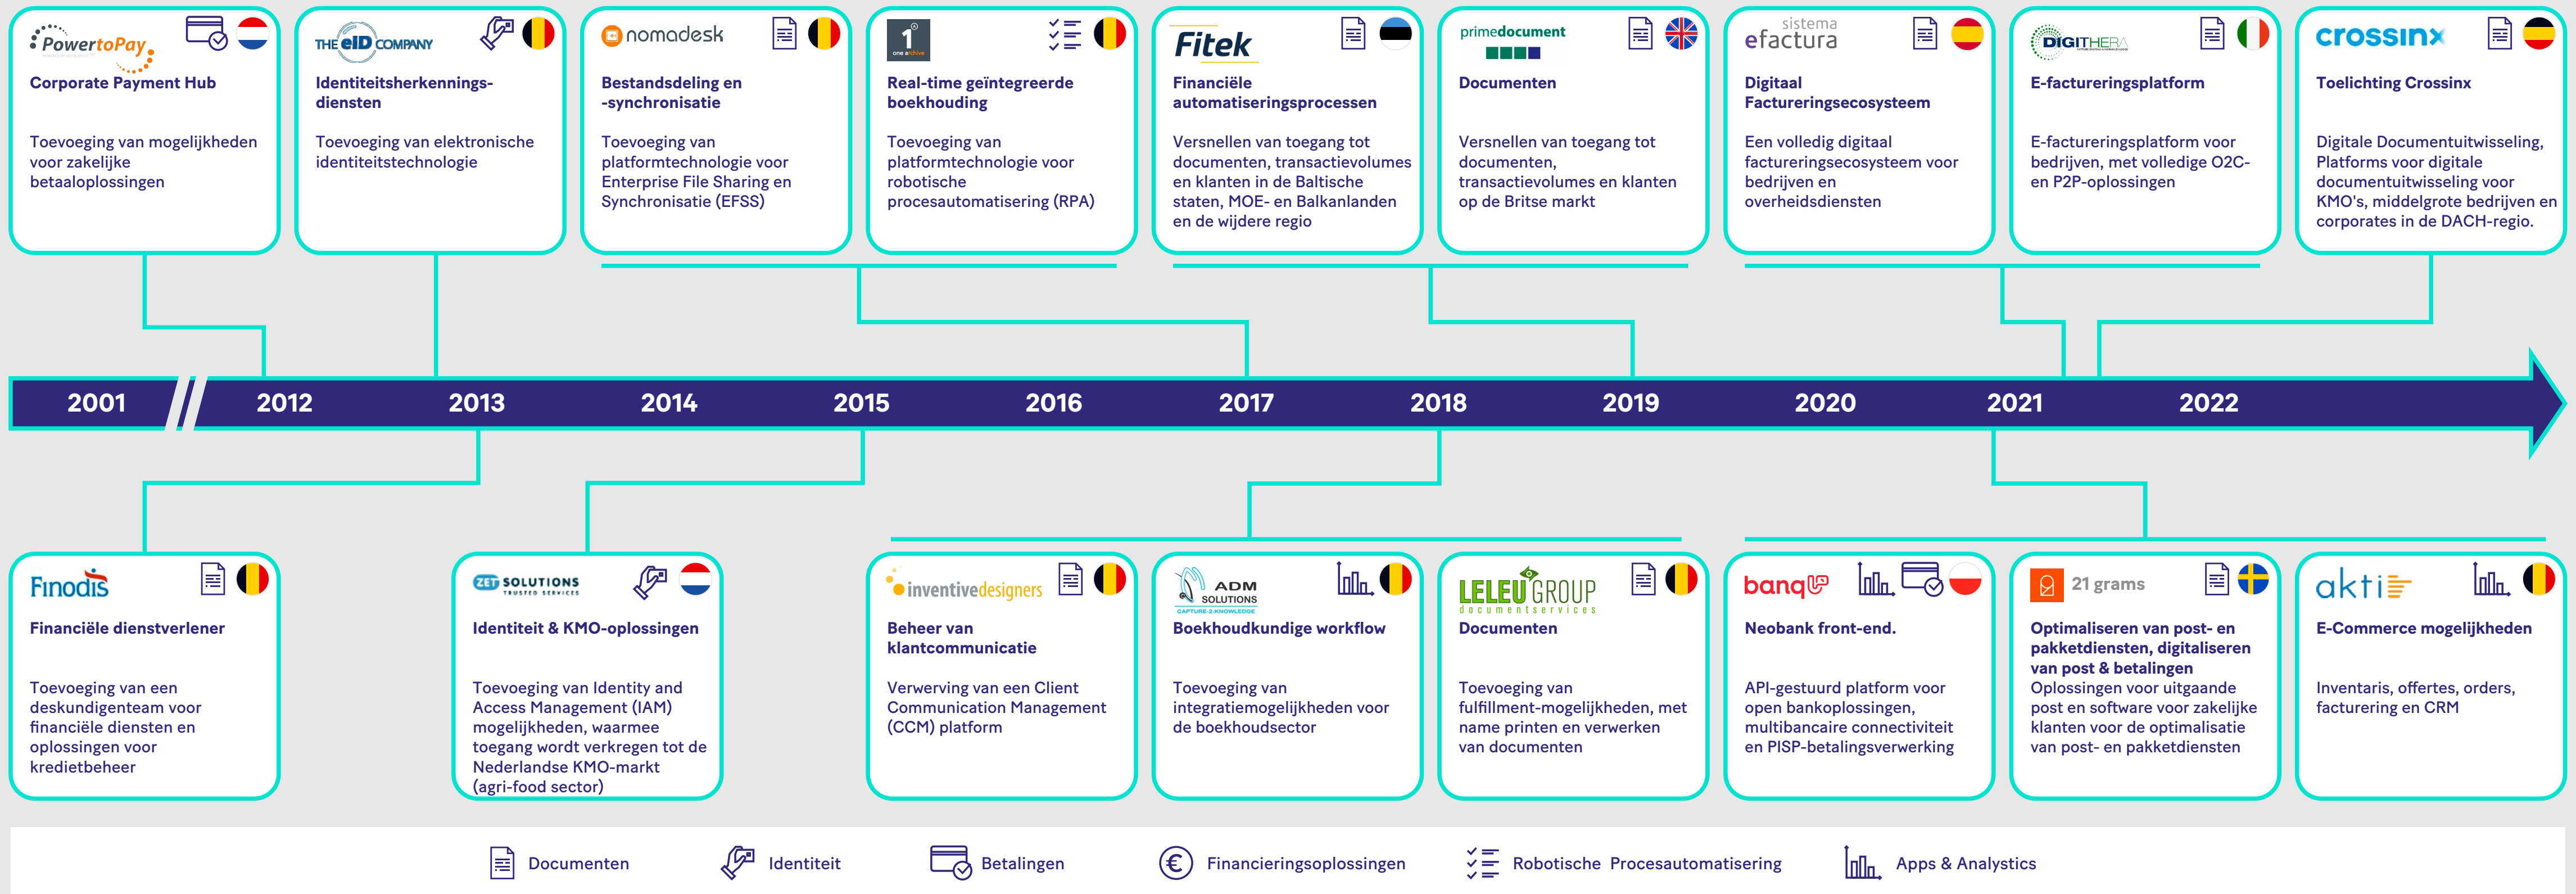 PowertoPay
Corporate Payment Hub
Toevoeging van mogelijkheden
voor zakelijke
betaaloplossingen
THE eID COMPANY
Identiteitsherkennings-
diensten
Toevoeging van elektronische
identiteitstechnologie
nomadesk
Bestandsdeling en
-synchronisatie
Toevoeging van
platformtechnologie voor
Enterprise File Sharing en
Synchronisatie (EFSS)
1
one archive
Real-time geïntegreerde
boekhouding
Toevoeging van
platformtechnologie voor
robotische
procesautomatisering (RPA)
Fitek
Financiële
automatiseringsprocessen
Versnellen van toegang tot
documenten, transactievolumes
en klanten in de Baltische
staten, MOE- en Balkanlanden
en de wijdere regio
primedocument
Documenten
Versnellen van toegang tot
documenten,
transactievolumes en klanten
op de Britse markt
sistema
efactura
Digitaal
Factureringsecosysteem
Een volledig digitaal
factureringsecosysteem voor
bedrijven en
overheidsdiensten
DIGITHERA
E-factureringsplatform
E-factureringsplatform voor
bedrijven, met volledige O2C-
en P2P-oplossingen
crossinx
Toelichting Crossinx
Digitale Documentuitwisseling,
Platforms voor digitale
documentuitwisseling voor
KMO's, middelgrote bedrijven en
corporates in de DACH-regio.
2001 // 2012 2013 2014 2015 2016 2017 2018 2019 2020 2021 2022
Finodis
Financiële dienstverlener
Toevoeging van een
deskundigenteam voor
financiële diensten en
oplossingen voor
kredietbeheer
ZET SOLUTIONS
TRUSTED SERVICES
Identiteit & KMO-oplossingen
Toevoeging van Identity and
Access Management (IAM)
mogelijkheden, waarmee
toegang wordt verkregen tot de
Nederlandse KMO-markt
(agri-food sector)
inventivedesigners
Beheer van
klantcommunicatie
Verwerving van een Client
Communication Management
(CCM) platform
ADM
SOLUTIONS
CAPTURE-2-KNOWLEDGE
Boekhoudkundige workflow
Toevoeging van
integratiemogelijkheden voor
de boekhoudsector
LELEU GROUP
documentservices
Documenten
Toevoeging van
fulfillment-mogelijkheden, met
name printen en verwerken
van documenten
banqUP
Neobank front-end.
API-gestuurd platform voor
open bankoplossingen,
multibancaire connectiviteit
en PISP-betalingsverwerking
21 grams
Optimaliseren van post- en
pakketdiensten, digitaliseren
van post & betalingen
Oplossingen voor uitgaande
post en software voor zakelijke
klanten voor de optimalisatie
van post- en pakketdiensten
akti
E-Commerce mogelijkheden
Inventaris, offertes, orders,
facturering en CRM
Documenten
Identiteit
Betalingen
€ Financieringsoplossingen
Robotische Procesautomatisering
Apps & Analystics